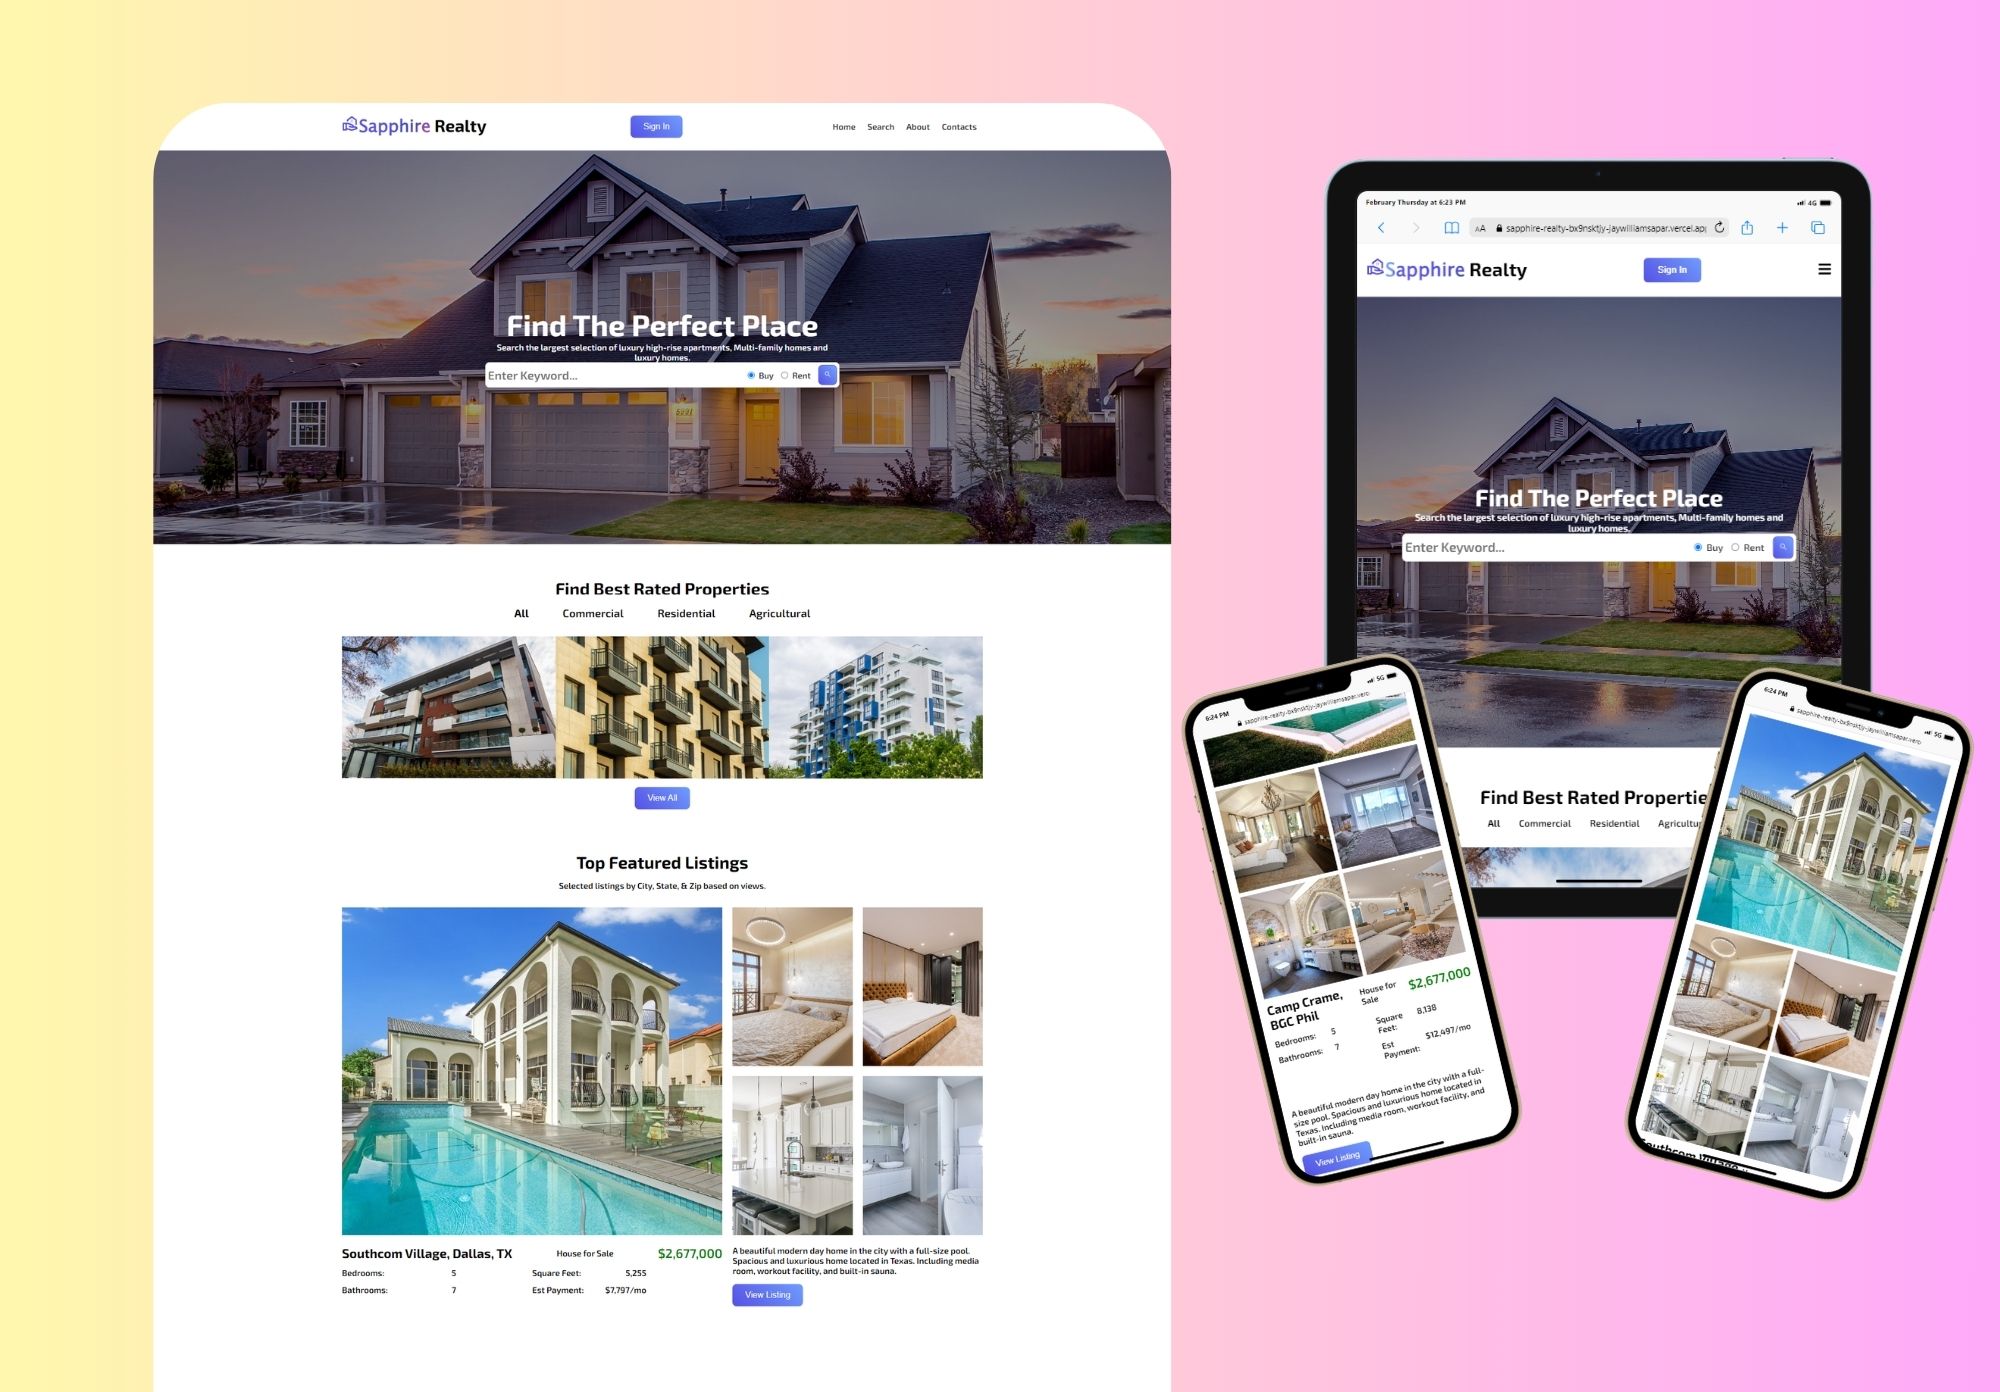 Sapphire Realty
Sign In
Home Search About Contacts
Find The Perfect Place
Search the largest selection of luxury high-rise apartments, Multi-family homes and
luxury homes.
Enter Keyword... Buy Rent
Find Best Rated Properties
All Commercial Residential Agricultural
View All
Top Featured Listings
Selected listings by City, State, & Zip based on views.
Southcom Village, Dallas, TX House for Sale $2,677,000
Bedrooms: 5 Square Feet: 5,255
Bathrooms: 7 Est Payment: $7,797/mo
A beautiful modern day home in the city with a full-size pool.
Spacious and luxurious home located in Texas. Including media
room, workout facility, and built-in sauna.
View Listing
February Thursday at 6:23 PM 4G
AA sapphire-realty-bx9nsktjy-jaywilliamsapar.vercel.app
Sapphire Realty
Sign In
Find The Perfect Place
Search the largest selection of luxury high-rise apartments, Multi-family homes and
luxury homes.
Enter Keyword... Buy Rent
Find Best Rated Propertie
All Commercial Residential Agricultur
6:24 PM 5G
sapphire-realty-bx9nsktjy-jaywilliamsapar.verc
Camp Crame,
BGC Phil
House for
Sale
$2,677,000
Bedrooms: 5
Square
Feet:
8,138
Bathrooms: 7
Est
Payment:
$12,497/mo
A beautiful modern day home in the city with a full-
size pool. Spacious and luxurious home located in
Texas. Including media room, workout facility, and
built-in sauna.
View Listing
6:24 PM 5G
sapphire-realty-bx9nsktjy-jaywilliamsapar.verc